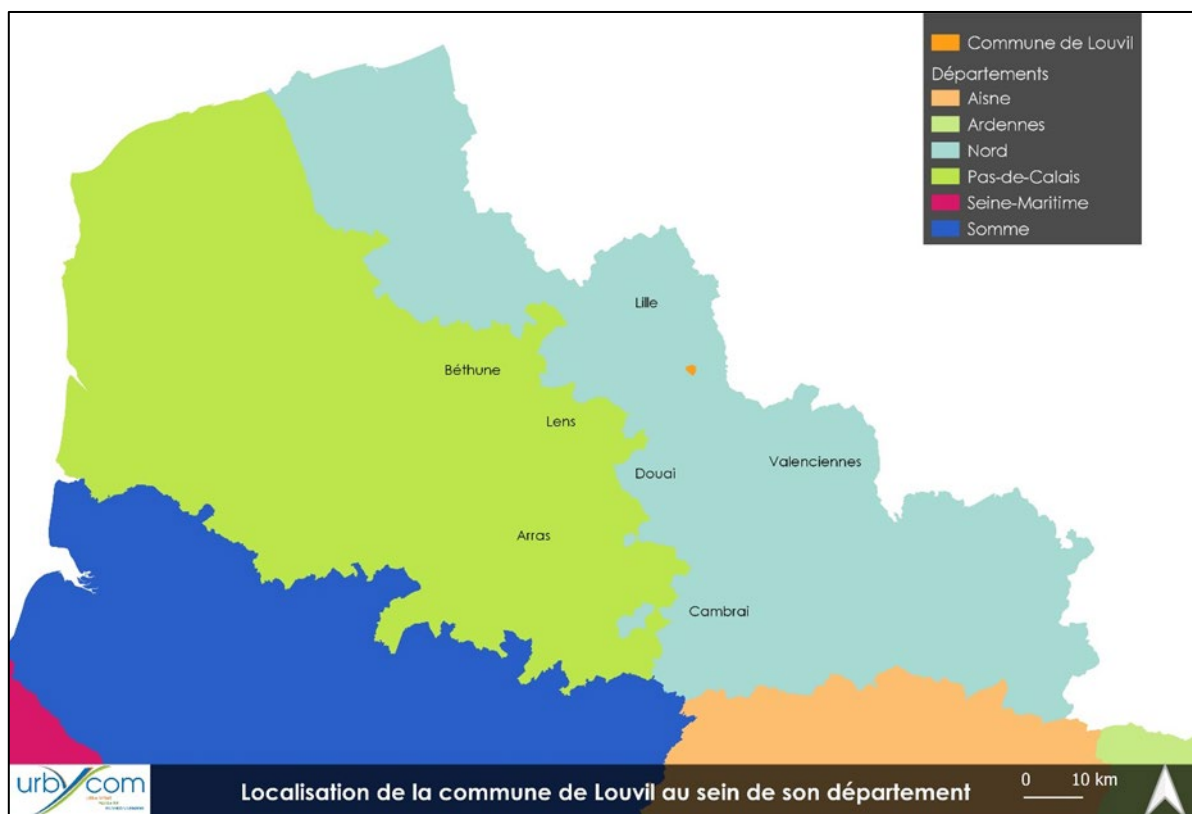 Commune de Louvil
Départements
Aisne
Ardennes
Nord
Pas-de-Calais
Seine-Maritime
Somme
Lille
Béthune
Lens
Douai
Valenciennes
Arras
Cambrai
urbycom
Localisation de la commune de Louvil au sein de son département
0 10 km